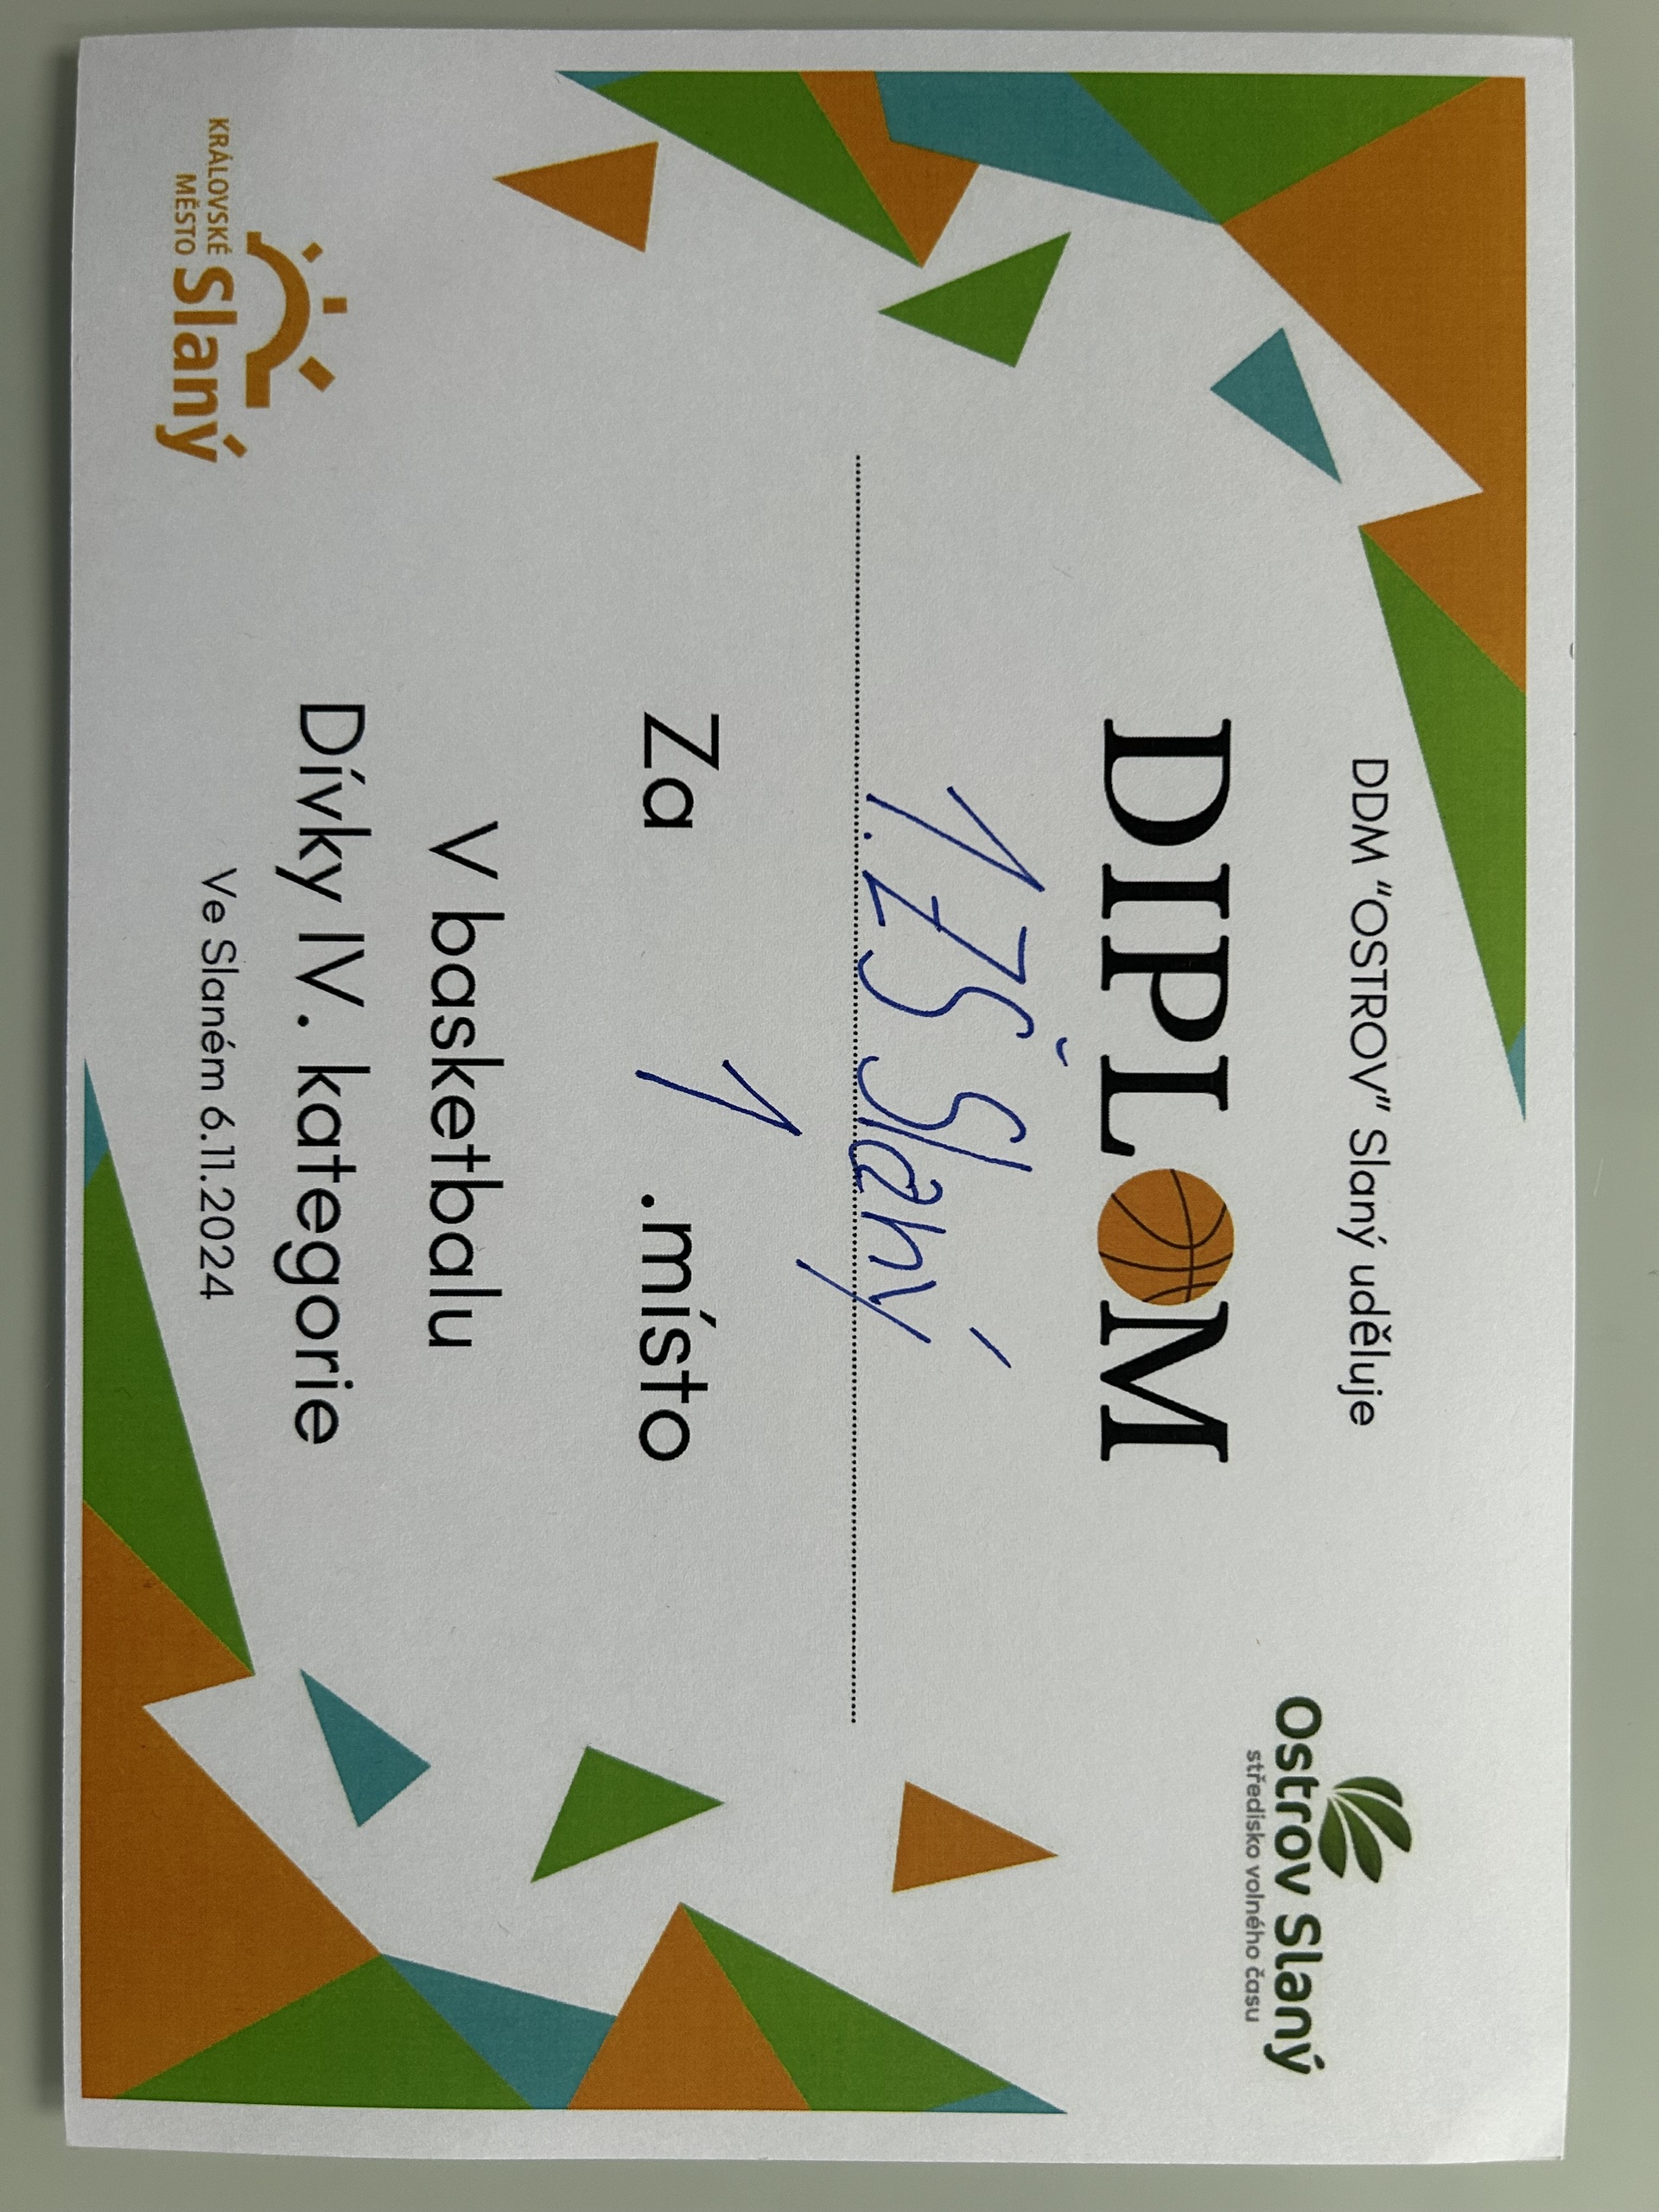 Ostrov Slaný
středisko volného času
DDM "OSTROV" Slaný uděluje
DIPLOM
1. ZŠ Slaný
Za 1 .místo
V basketbalu
Dívky IV. kategorie
Ve Slaném 6.11.2024
KRÁLOVSKÉ
MĚSTO Slaný